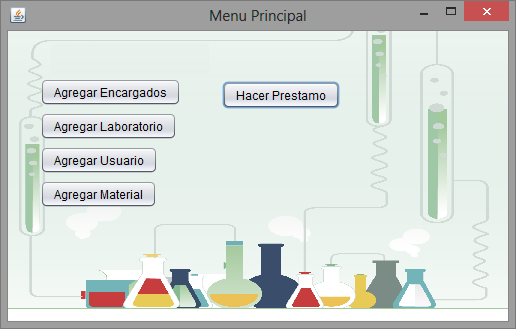 Menu Principal
Agregar Encargados
Hacer Prestamo
Agregar Laboratorio
Agregar Usuario
Agregar Material